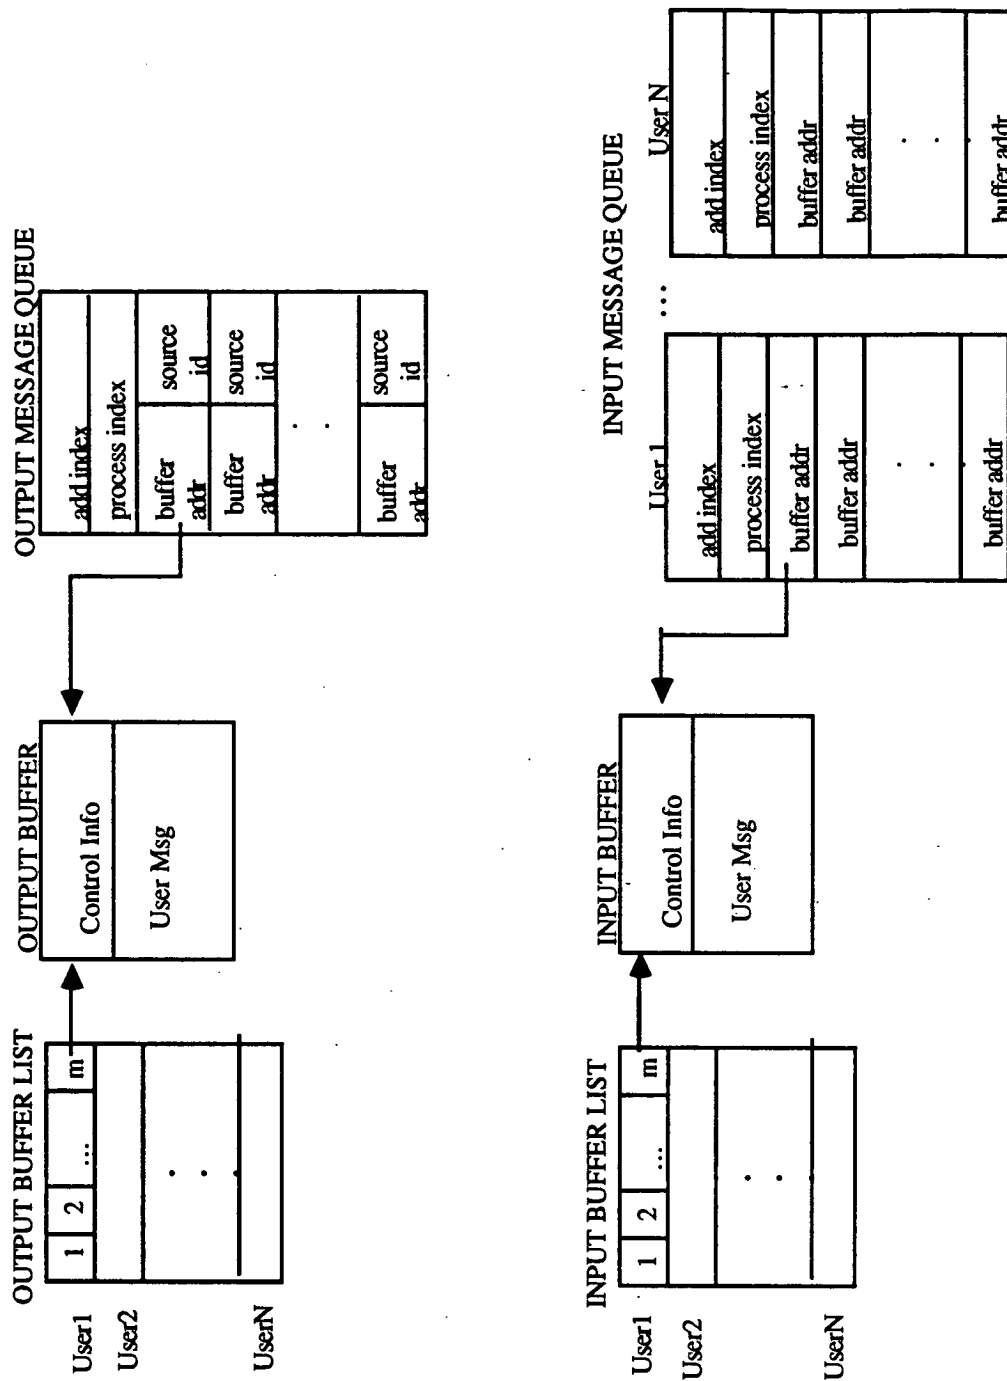 OUTPUT BUFFER LIST
User1
1 2 ... m
User2
UserN
OUTPUT BUFFER
Control Info
User Msg
OUTPUT MESSAGE QUEUE
add index
process index
buffer
addr
source
id
buffer
addr
source
id
buffer
addr
source
id
INPUT BUFFER LIST
User1
1 2 ... m
User2
UserN
INPUT BUFFER
Control Info
User Msg
INPUT MESSAGE QUEUE
User 1
add index
process index
buffer addr
buffer addr
buffer addr
...
User N
add index
process index
buffer addr
buffer addr
buffer addr